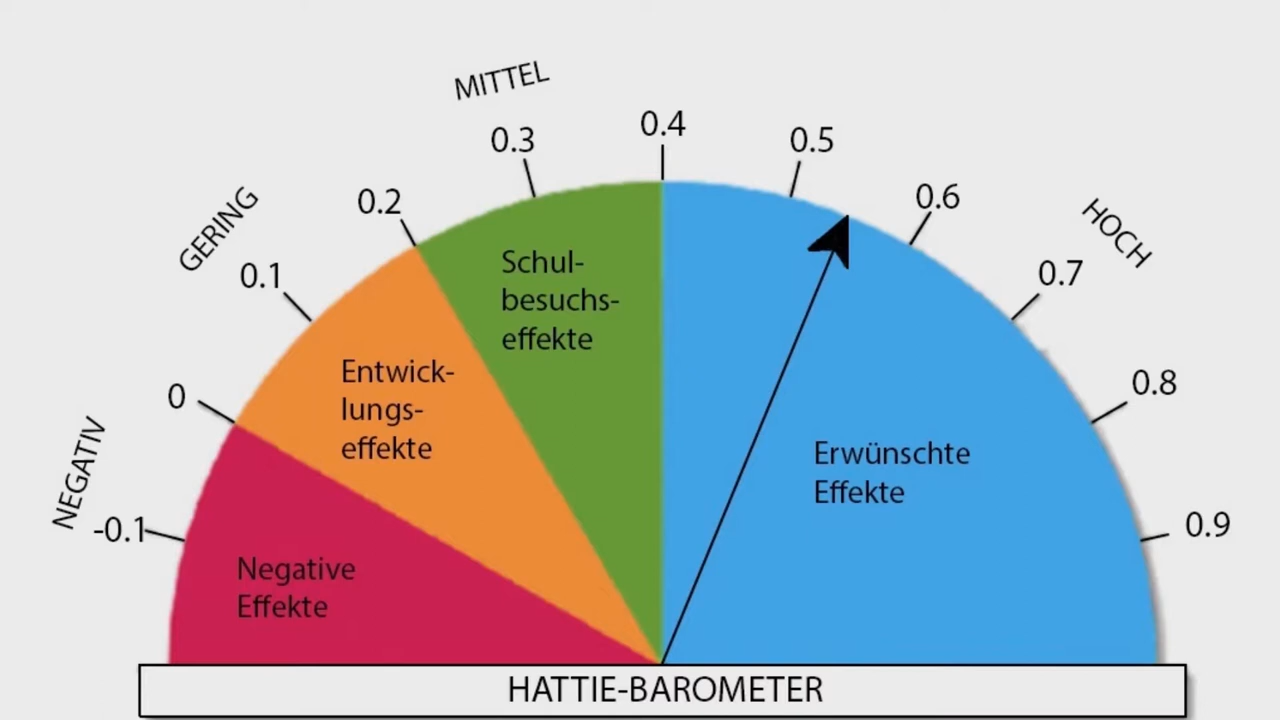 MITTEL
0.4
0.3
0.5
0.2
0.6
GERING
HOCH
0.1
0.7
Schul-
besuchs-
effekte
0
0.8
Entwick-
lungs-
effekte
NEGATIV
Erwünschte
Effekte
-0.1
0.9
Negative
Effekte
HATTIE-BAROMETER